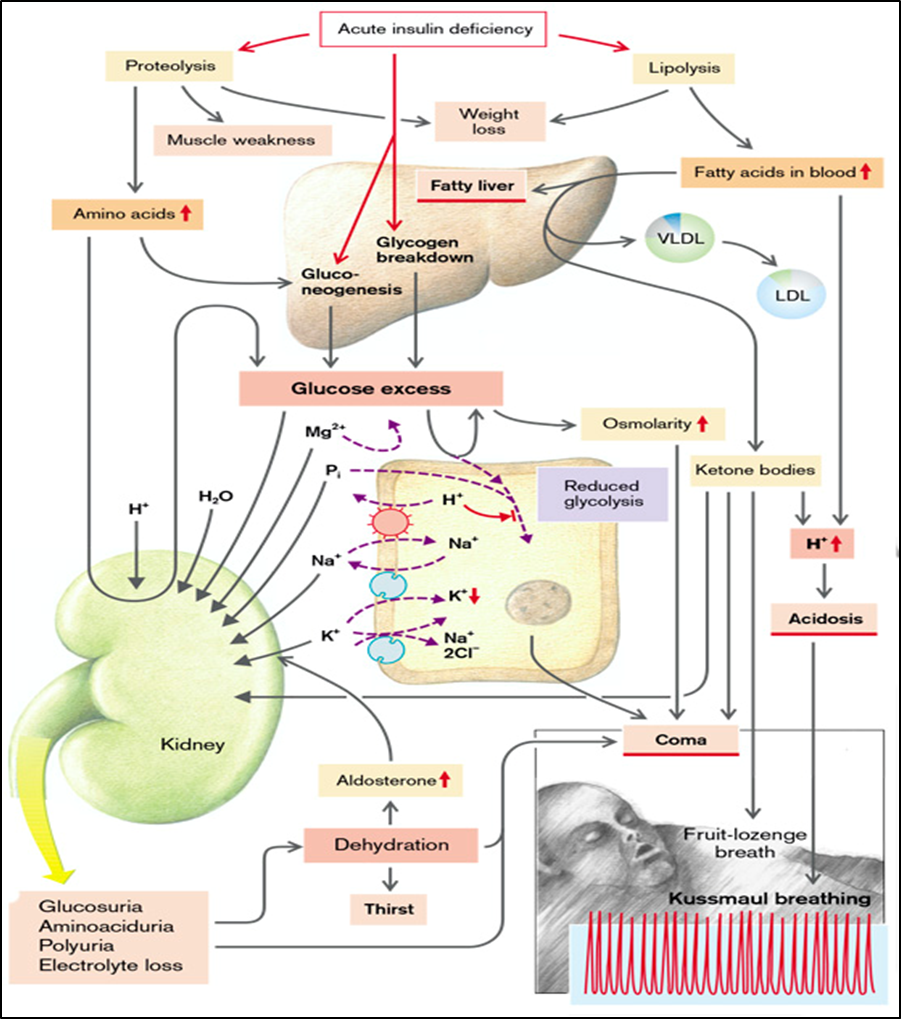 Acute insulin deficiency
Proteolysis
Lipolysis
Weight
loss
Muscle weakness
Fatty acids in blood
Fatty liver
Amino acids
VLDL
Glycogen
breakdown
Gluco-
neogenesis
LDL
Glucose excess
Osmolarity
Mg2+
Pi
Ketone bodies
Reduced
glycolysis
H2O
H+
H+
Na+
Na+
H+
K+
Acidosis
K+
Na+
2Cl–
Kidney
Coma
Aldosterone
Fruit-lozenge
breath
Dehydration
Kussmaul breathing
Thirst
Glucosuria
Aminoaciduria
Polyuria
Electrolyte loss